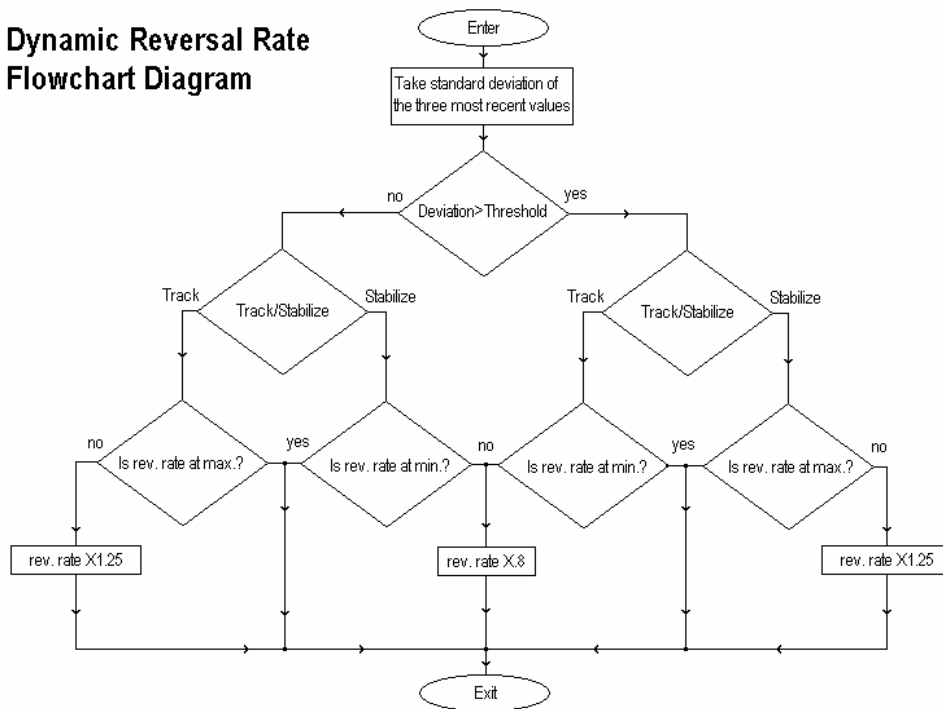 Dynamic Reversal Rate
Flowchart Diagram
Enter
Take standard deviation of
the three most recent values
no
yes
Deviation>Threshold
Track
Track/Stabilize
Stabilize
Track
Track/Stabilize
Stabilize
no
Is rev. rate at max.?
yes
Is rev. rate at min.?
no
Is rev. rate at min.?
yes
Is rev. rate at max.?
no
rev. rate X1.25
rev. rate X.8
rev. rate X1.25
Exit